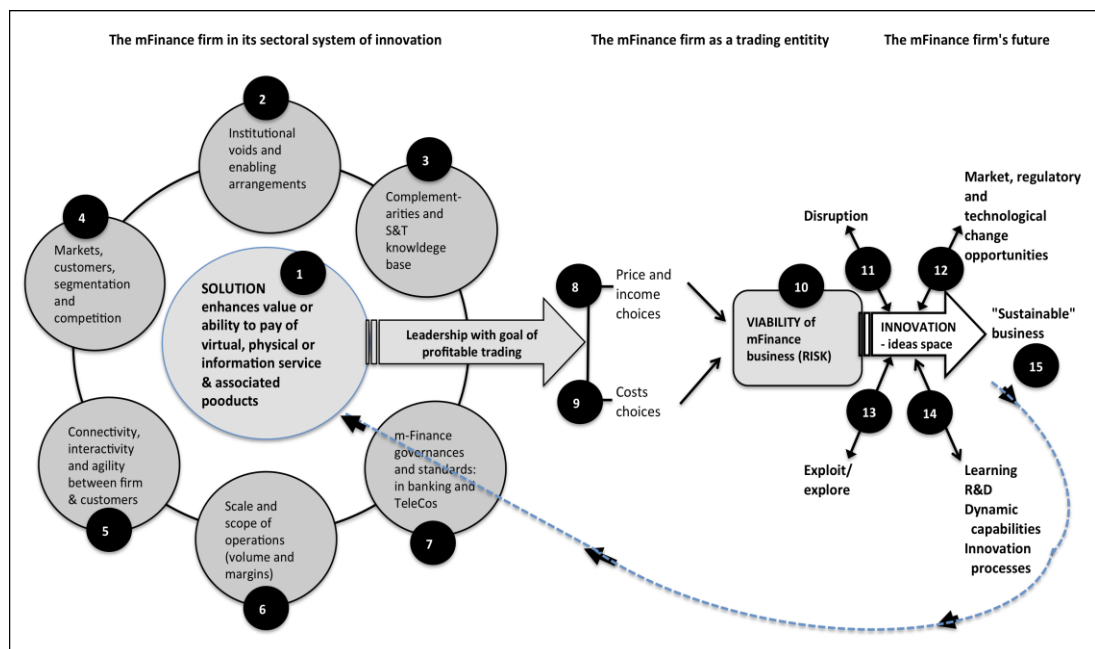 The mFinance firm in its sectoral system of innovation
The mFinance firm as a trading entitity
The mFinance firm's future
2
Institutional
voids and
enabling
arrangements
3
Complement-
arities and
S&T
knowldege
base
4
Markets,
customers,
segmentation
and
competition
1
SOLUTION
enhances value or
ability to pay of
virtual, physical or
information service
& associated
pooducts
Leadership with goal of
profitable trading
5
Connectivity,
interactivity
and agility
between firm
& customers
6
Scale and
scope of
operations
(volume and
margins)
7
m-Finance
governances
and standards:
in banking and
TeleCos
8
Price and
income
choices
9
Costs
choices
10
VIABILITY of
mFinance
business (RISK)
Disruption
11
12
Market, regulatory
and
technological
change
opportunities
INNOVATION
- ideas space
"Sustainable"
business
15
13
Exploit/
explore
14
Learning
R&D
Dynamic
capabilities
Innovation
processes